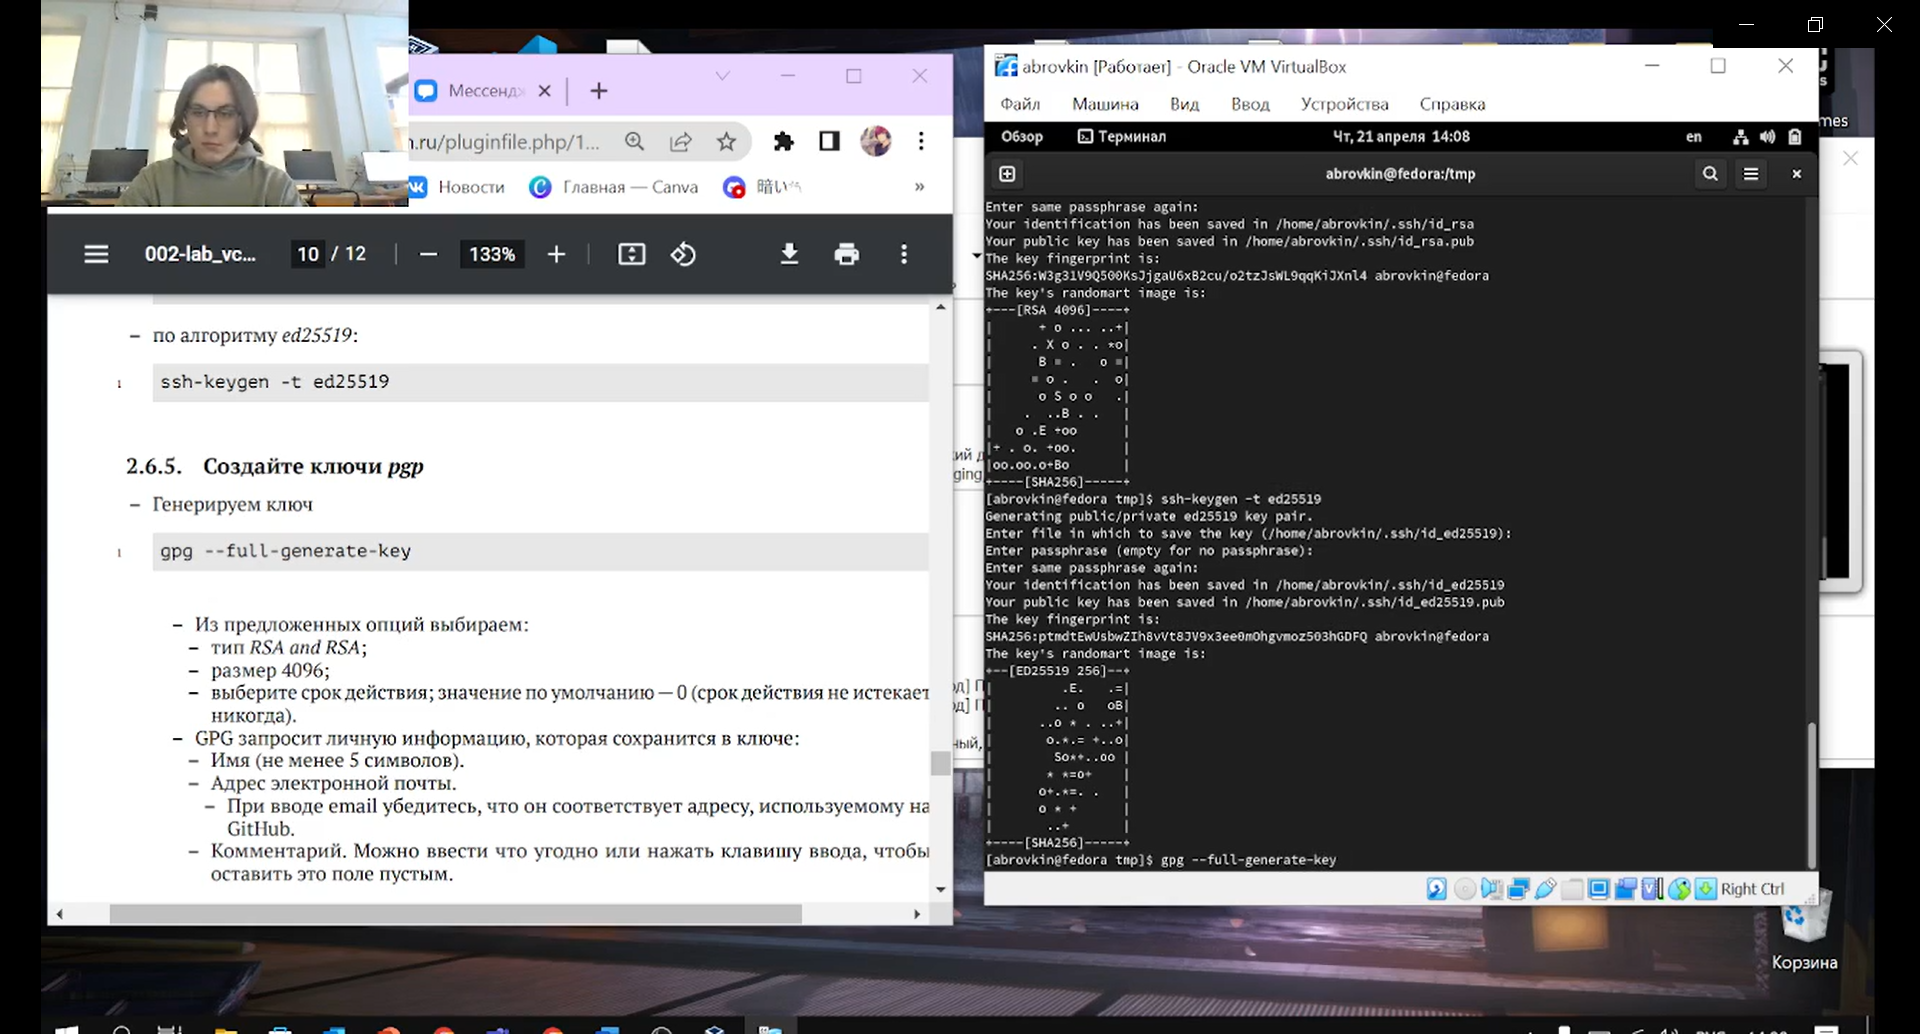 Мессендж
n.ru/pluginfile.php/1...
Новости
Главная — Canva
暗い
»
002-lab_vc...
10 / 12
133%
– по алгоритму ed25519:
1 ssh-keygen -t ed25519
2.6.5. Создайте ключи pgp
– Генерируем ключ
1 gpg --full-generate-key
– Из предложенных опций выбираем:
– тип RSA and RSA;
– размер 4096;
– выберите срок действия; значение по умолчанию — 0 (срок действия не истекает
никогда).
– GPG запросит личную информацию, которая сохранится в ключе:
– Имя (не менее 5 символов).
– Адрес электронной почты.
– При вводе email убедитесь, что он соответствует адресу, используемому на
GitHub.
– Комментарий. Можно ввести что угодно или нажать клавишу ввода, чтобы
оставить это поле пустым.
abrovkin [Работает] - Oracle VM VirtualBox
Файл Машина Вид Ввод Устройства Справка
Обзор Терминал Чт, 21 апреля 14:08 en
abrovkin@fedora:/tmp
Enter same passphrase again:
Your identification has been saved in /home/abrovkin/.ssh/id_rsa
Your public key has been saved in /home/abrovkin/.ssh/id_rsa.pub
The key fingerprint is:
SHA256:W3g31V9Q500KsJjgaU6xB2cu/o2tzJsWL9qqKiJXnl4 abrovkin@fedora
The key's randomart image is:
+---[RSA 4096]----+
|      + o ... ..+|
|     . X o . . *o|
|      B = .   o =|
|     = o .   .  o|
|      o S o o   .|
|    .  ..B . .   |
|   o .E +oo      |
|+ . o. +oo.      |
|oo.oo.o+Bo       |
+----[SHA256]-----+
[abrovkin@fedora tmp]$ ssh-keygen -t ed25519
Generating public/private ed25519 key pair.
Enter file in which to save the key (/home/abrovkin/.ssh/id_ed25519):
Enter passphrase (empty for no passphrase):
Enter same passphrase again:
Your identification has been saved in /home/abrovkin/.ssh/id_ed25519
Your public key has been saved in /home/abrovkin/.ssh/id_ed25519.pub
The key fingerprint is:
SHA256:ptmdtEwUsbwZIh8vVt8JV9x3ee0mOhgvmoz503hGDFQ abrovkin@fedora
The key's randomart image is:
+--[ED25519 256]--+
|         .E.   .=|
|        .. o   oB|
|      ..o * . ..+|
|       o.*.= +..o|
|        So*+..oo |
|       * *=o+    |
|      o+.*=. .   |
|      o * +      |
|       ..+       |
+----[SHA256]-----+
[abrovkin@fedora tmp]$ gpg --full-generate-key
Right Ctrl
mes
Корзина